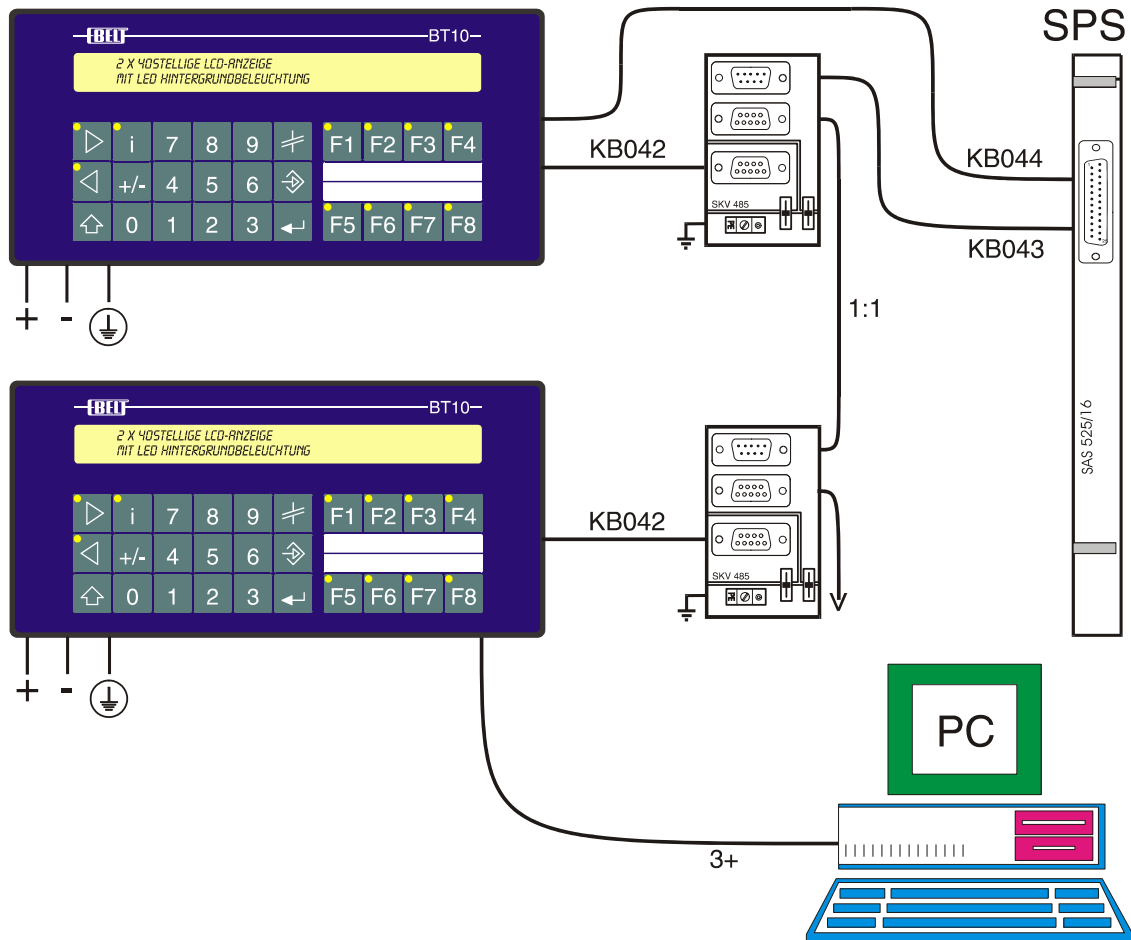 SPS
EBELT
BT10
2 X 40STELLIGE LCD-ANZEIGE
MIT LED HINTERGRUNDBELEUCHTUNG
i 7 8 9 F1 F2 F3 F4
+/- 4 5 6
0 1 2 3 F5 F6 F7 F8
+ -
KB042
SKV 485
PE
KB044
KB043
1:1
SAS 525/16
EBELT
BT10
2 X 40STELLIGE LCD-ANZEIGE
MIT LED HINTERGRUNDBELEUCHTUNG
i 7 8 9 F1 F2 F3 F4
+/- 4 5 6
0 1 2 3 F5 F6 F7 F8
+ -
KB042
SKV 485
PE
PC
3+